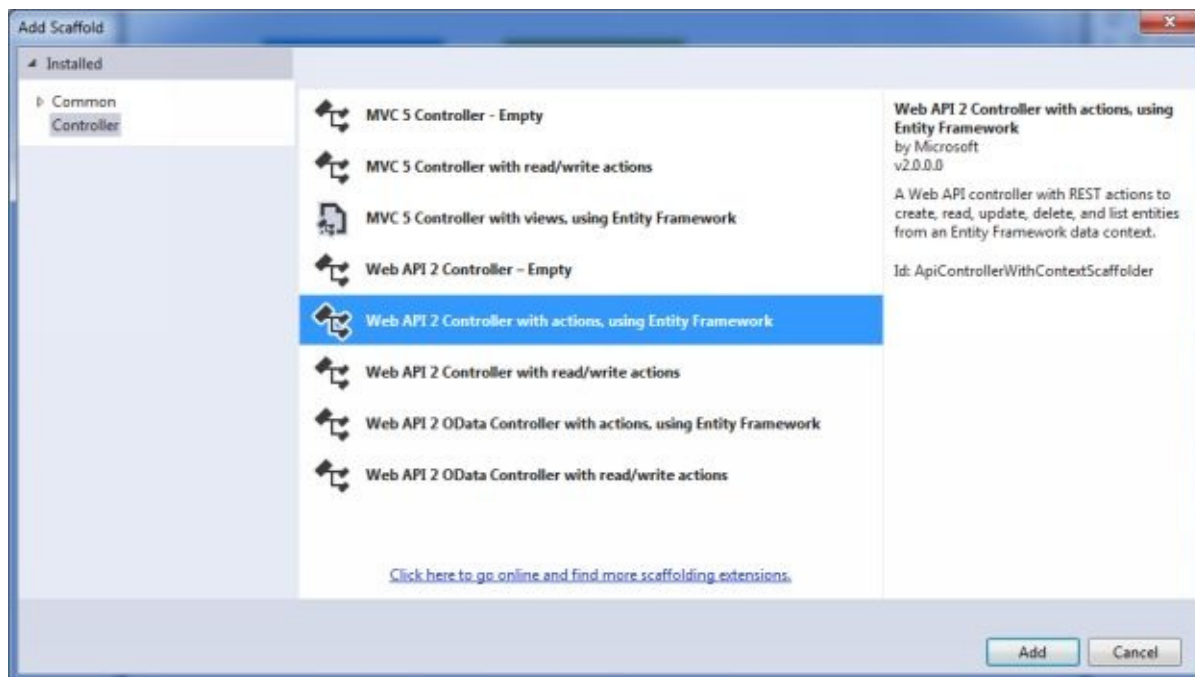 Add Scaffold
Installed
Common
Controller
MVC 5 Controller - Empty
MVC 5 Controller with read/write actions
MVC 5 Controller with views, using Entity Framework
Web API 2 Controller – Empty
Web API 2 Controller with actions, using Entity Framework
Web API 2 Controller with read/write actions
Web API 2 OData Controller with actions, using Entity Framework
Web API 2 OData Controller with read/write actions
Click here to go online and find more scaffolding extensions.
Web API 2 Controller with actions, using
Entity Framework
by Microsoft
v2.0.0.0
A Web API controller with REST actions to
create, read, update, delete, and list entities
from an Entity Framework data context.
Id: ApiControllerWithContextScaffolder
Add
Cancel